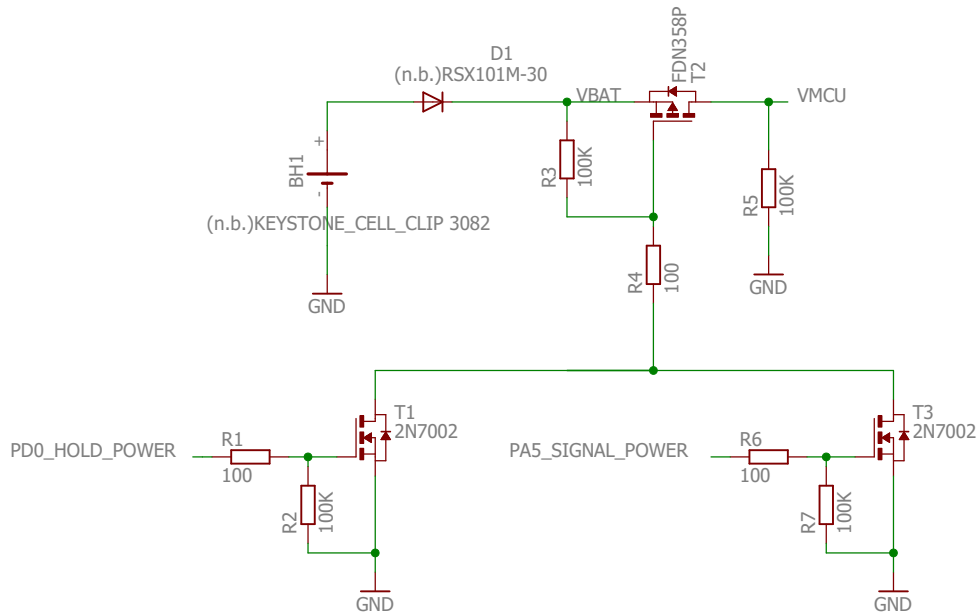 D1
(n.b.)RSX101M-30
FDN358P
T2
VBAT
VMCU
+
BH1
-
(n.b.)KEYSTONE_CELL_CLIP 3082
R3
100K
R5
100K
R4
100
GND
GND
PD0_HOLD_POWER
R1
100
T1
2N7002
R2
100K
GND
PA5_SIGNAL_POWER
R6
100
T3
2N7002
R7
100K
GND